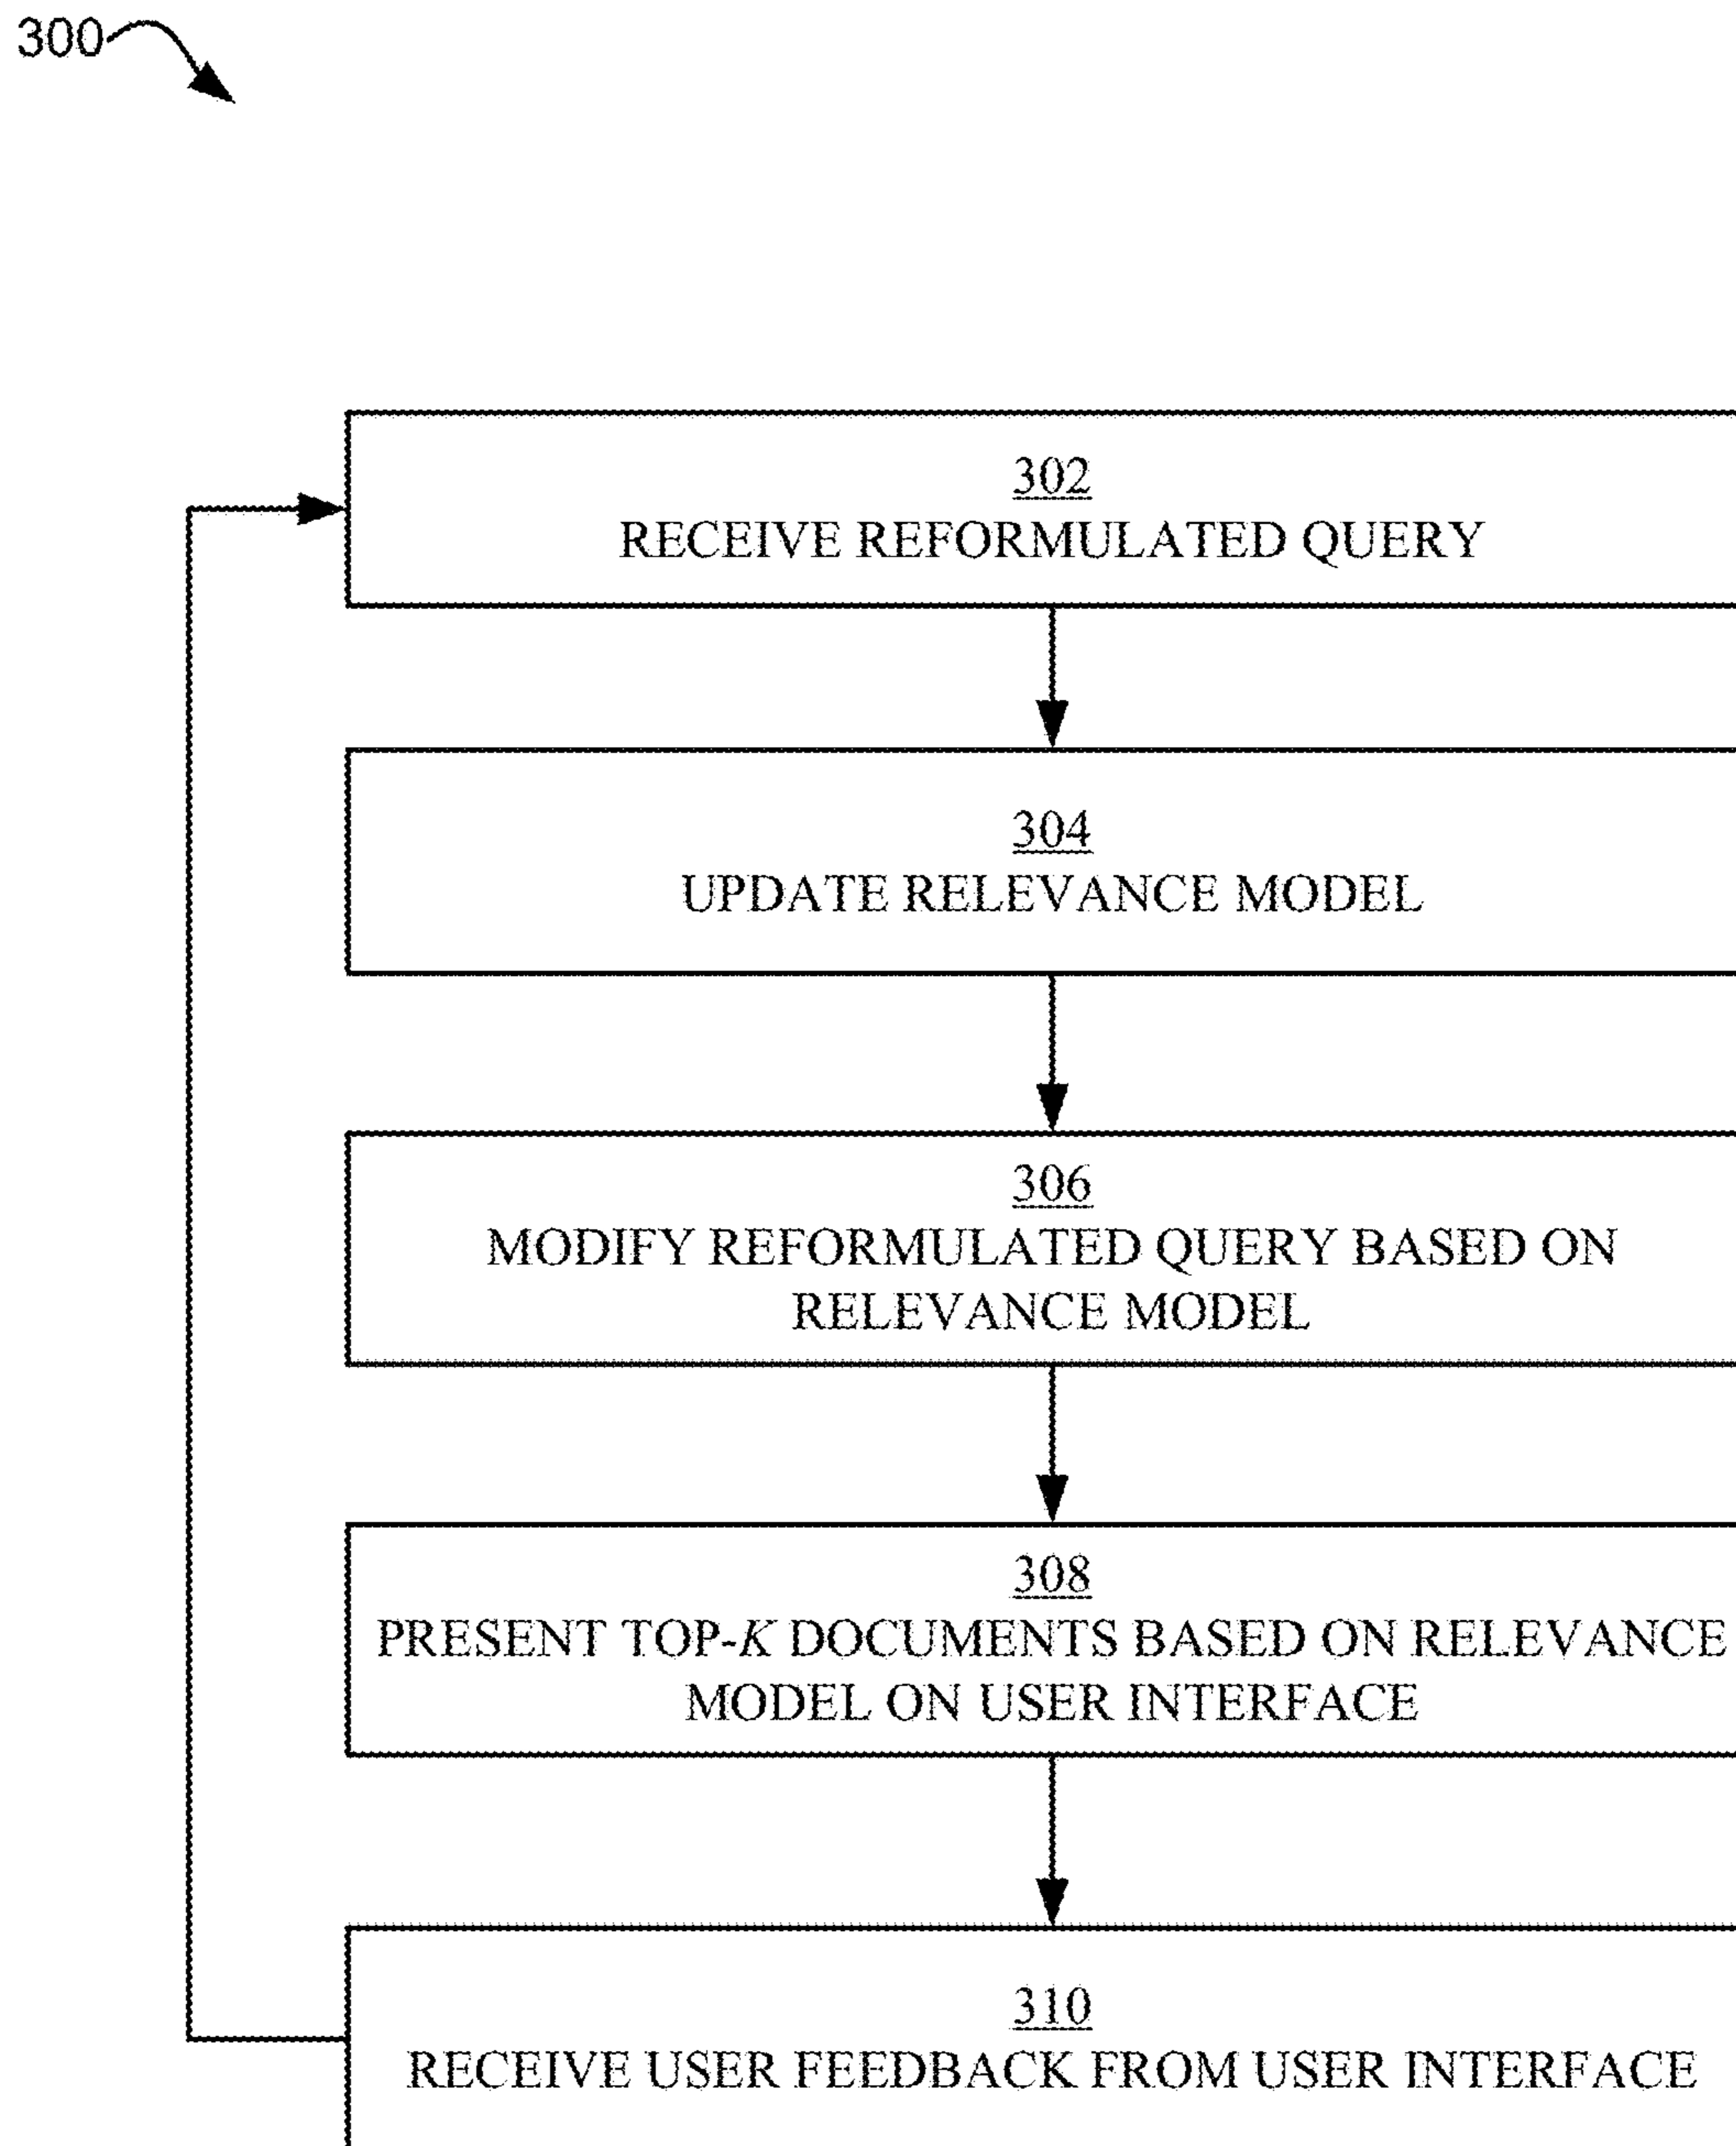 300
302
RECEIVE REFORMULATED QUERY
304
UPDATE RELEVANCE MODEL
306
MODIFY REFORMULATED QUERY BASED ON
RELEVANCE MODEL
308
PRESENT TOP-K DOCUMENTS BASED ON RELEVANCE
MODEL ON USER INTERFACE
310
RECEIVE USER FEEDBACK FROM USER INTERFACE